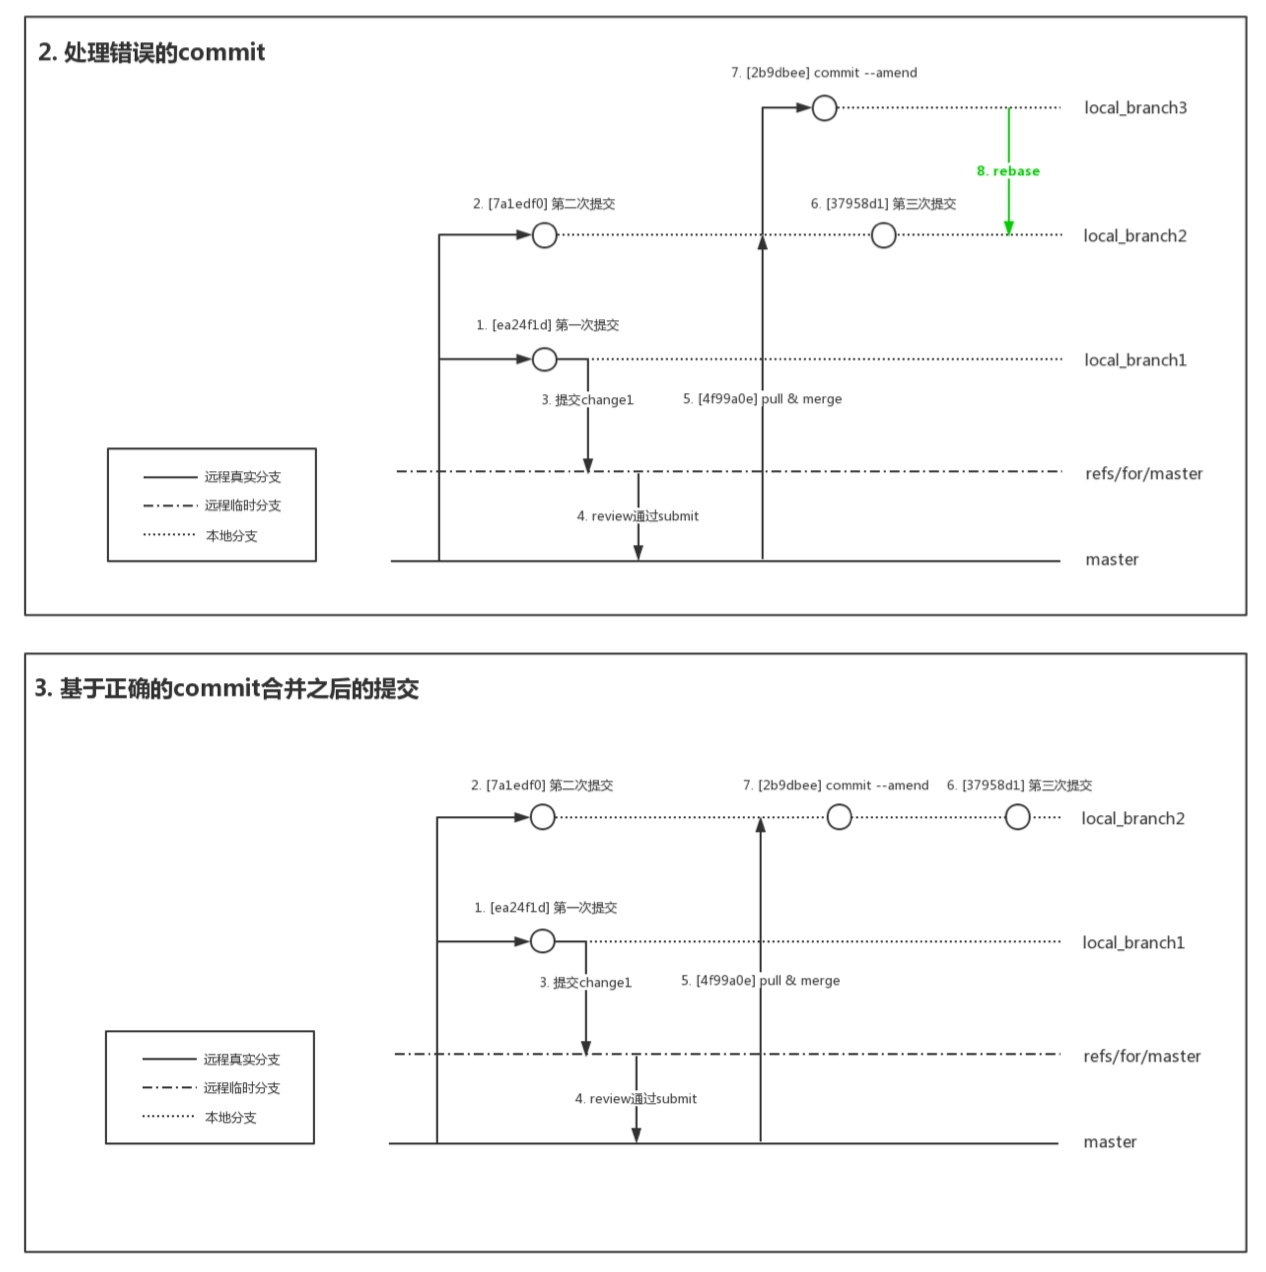 2. 处理错误的commit
7. [2b9dbee] commit --amend
local_branch3
8. rebase
2. [7a1edf0] 第二次提交
6. [37958d1] 第三次提交
local_branch2
1. [ea24f1d] 第一次提交
local_branch1
3. 提交change1
5. [4f99a0e] pull & merge
refs/for/master
4. review通过submit
master
远程真实分支
远程临时分支
本地分支
3. 基于正确的commit合并之后的提交
2. [7a1edf0] 第二次提交
7. [2b9dbee] commit --amend
6. [37958d1] 第三次提交
local_branch2
1. [ea24f1d] 第一次提交
local_branch1
3. 提交change1
5. [4f99a0e] pull & merge
refs/for/master
4. review通过submit
master
远程真实分支
远程临时分支
本地分支